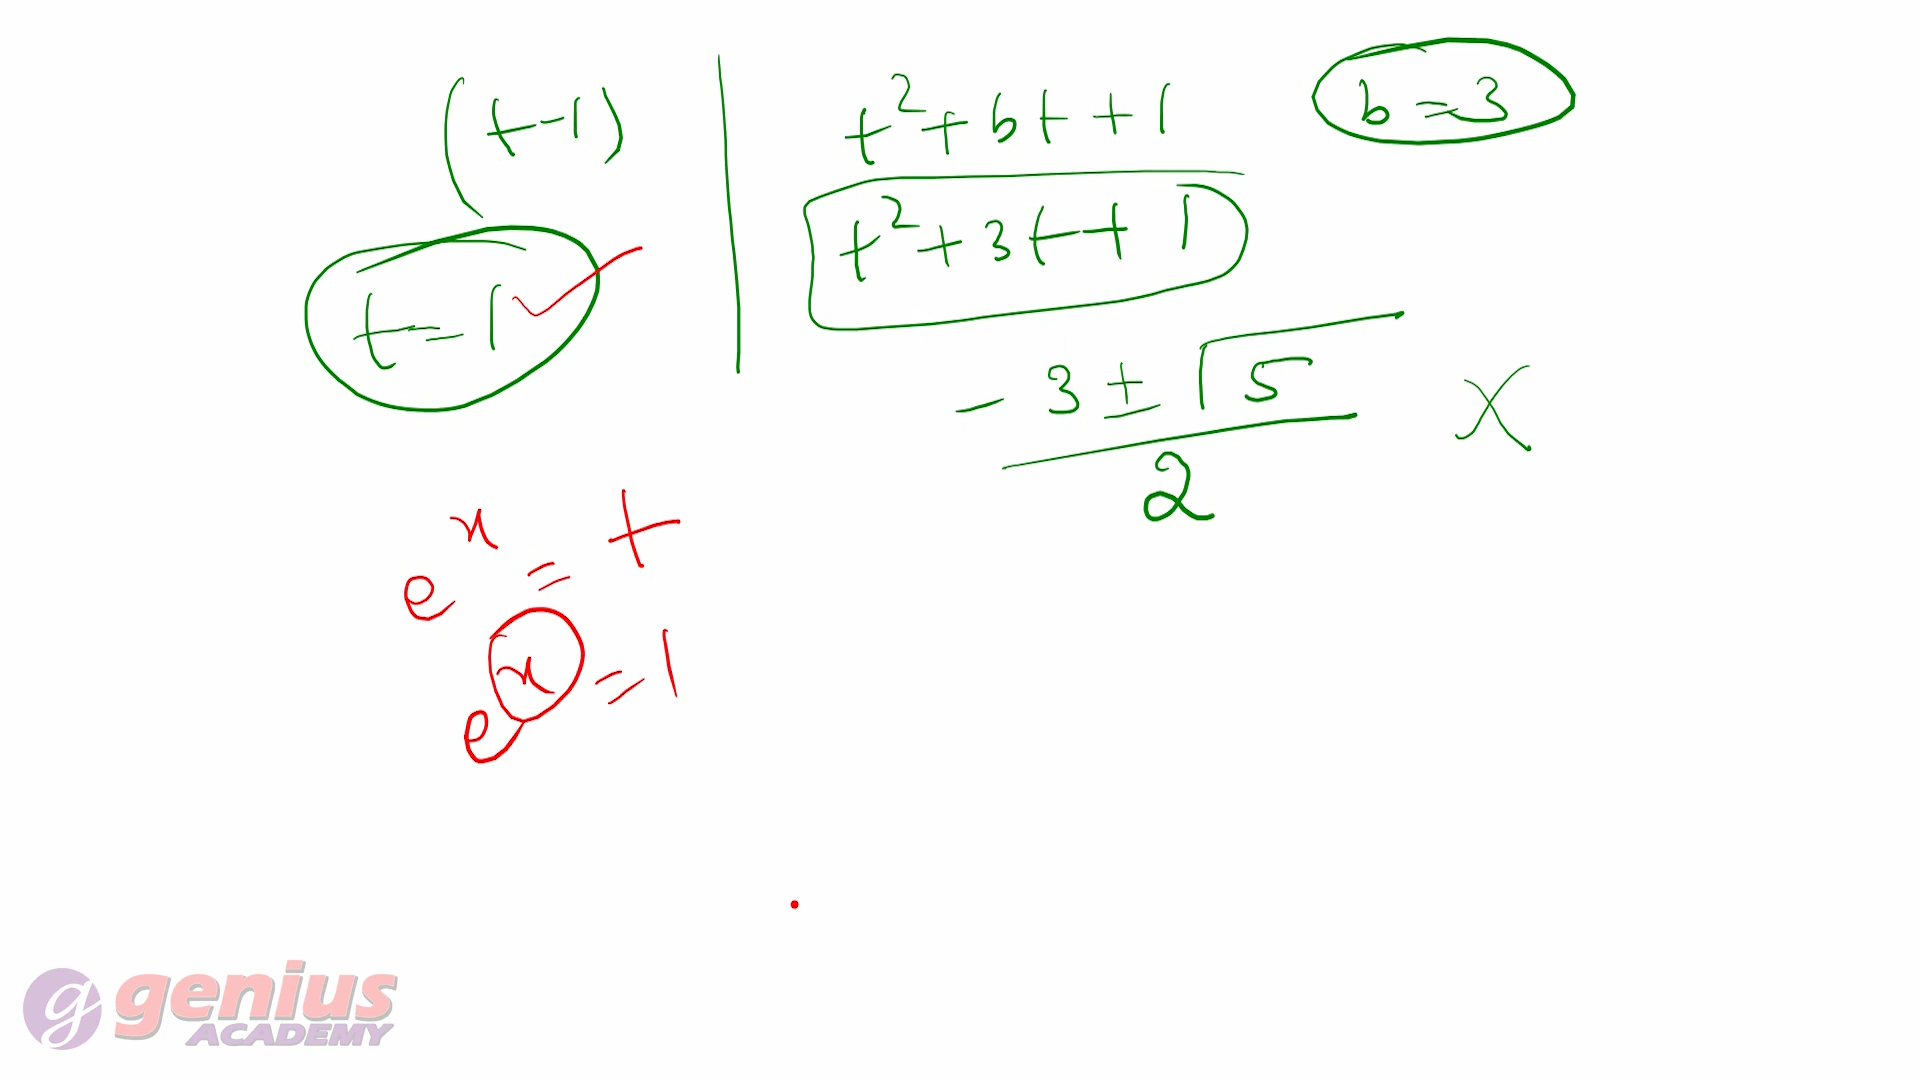 (t-1)
t=1
t²+bt+1
b=3
t²+3t+1
-3±√5
2
eˣ=t
eˣ=1
genius
ACADEMY